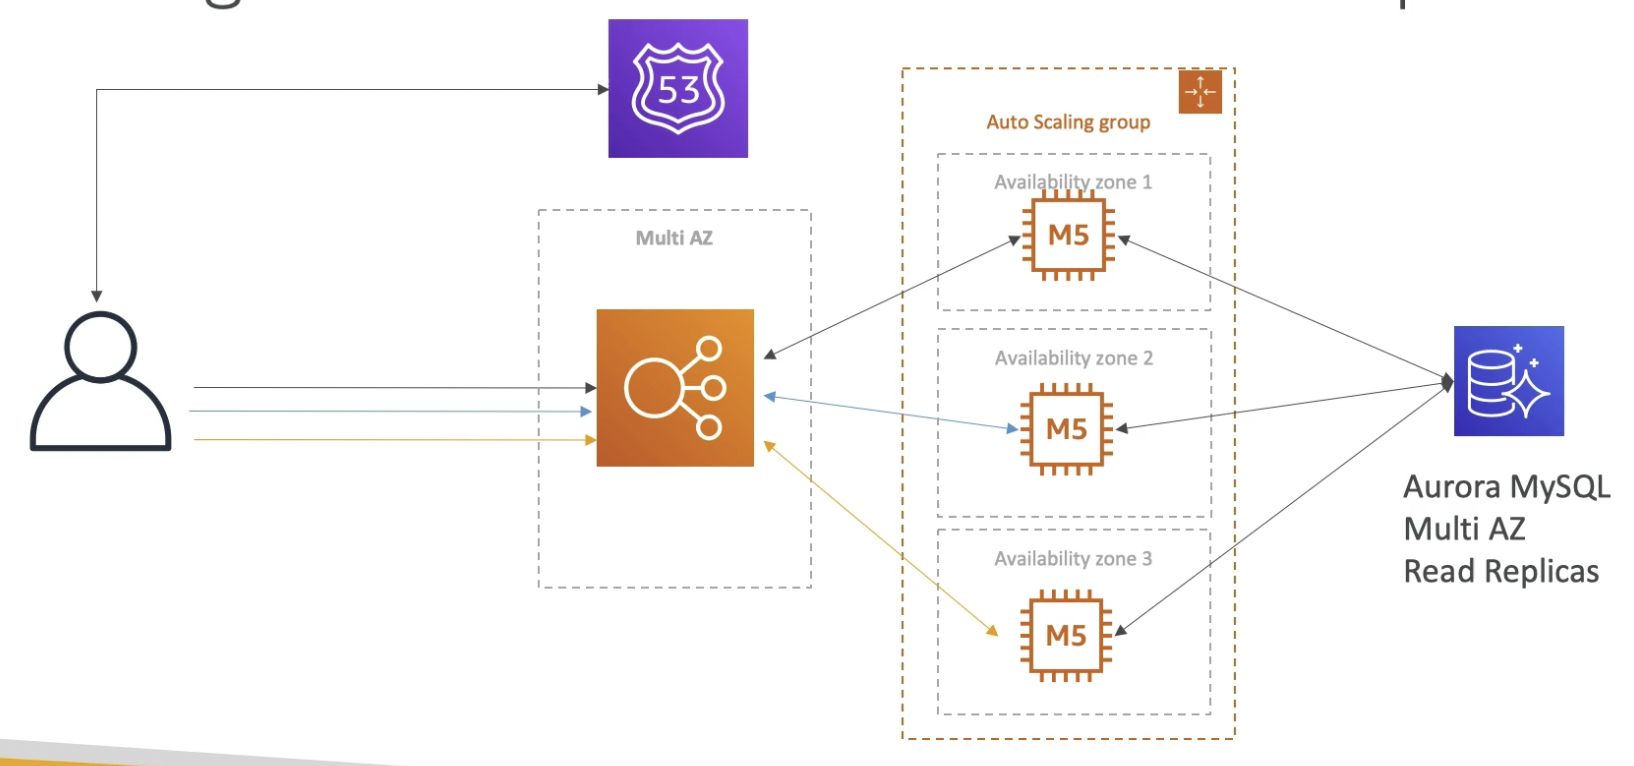 53
Auto Scaling group
Availability zone 1
M5
Multi AZ
Availability zone 2
M5
Availability zone 3
M5
Aurora MySQL
Multi AZ
Read Replicas